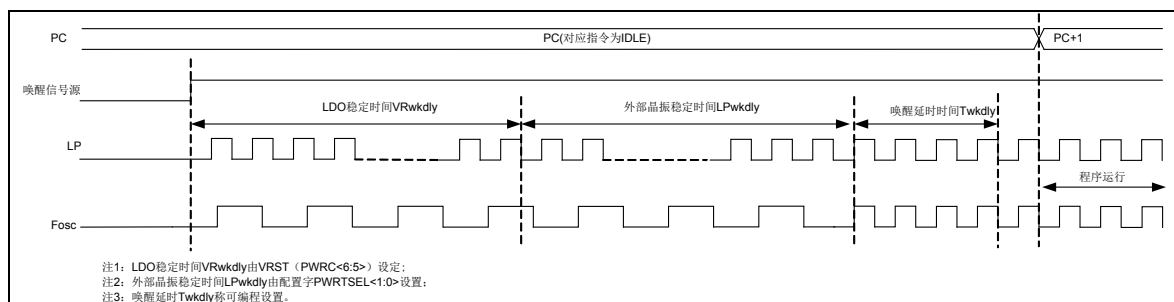 PC
PC(对应指令为IDLE)
PC+1
唤醒信号源
LDO稳定时间VRwkdly
外部晶振稳定时间LPwkdly
唤醒延时时间Twkdly
LP
程序运行
Fosc
注1：LDO稳定时间VRwkdly由VRST（PWRC<6:5>）设定；
注2：外部晶振稳定时间LPwkdly由配置字PWRTSEL<1:0>设置；
注3：唤醒延时Twkdly称可编程设置。